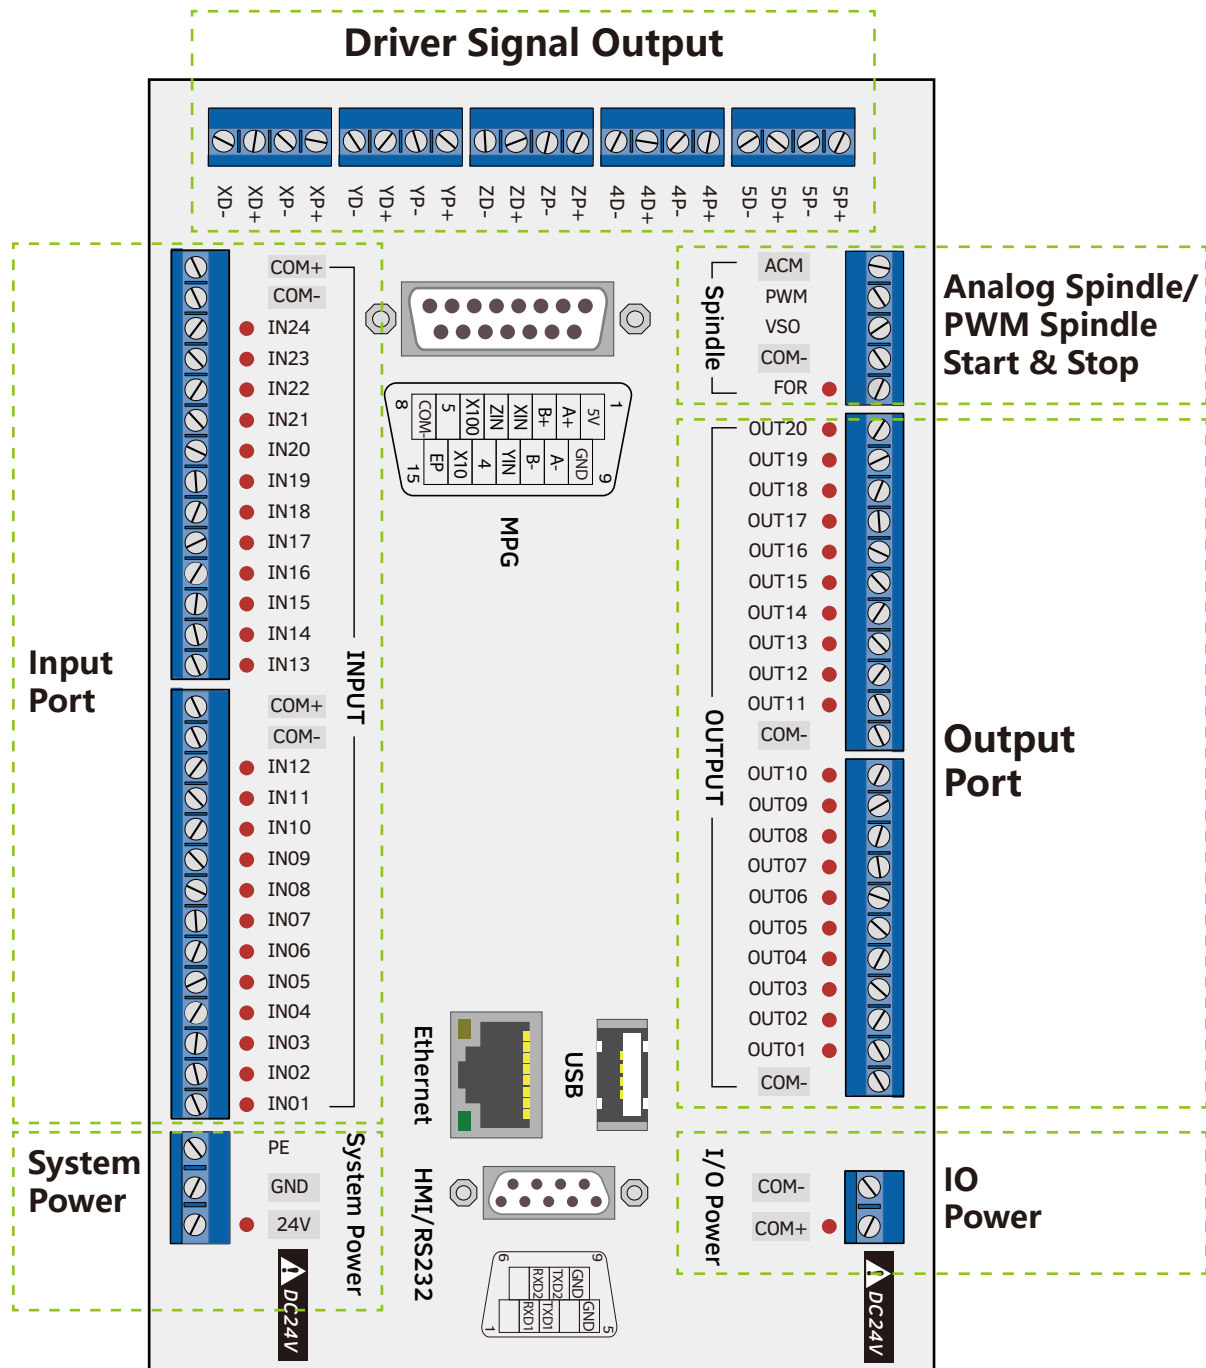 Driver Signal Output
XD-
XD+
XP-
XP+
YD-
YD+
YP-
YP+
ZD-
ZD+
ZP-
ZP+
4D-
4D+
4P-
4P+
5D-
5D+
5P-
5P+
Input
Port
COM+
COM-
IN24
IN23
IN22
IN21
IN20
IN19
IN18
IN17
IN16
IN15
IN14
IN13
INPUT
COM+
COM-
IN12
IN11
IN10
IN09
IN08
IN07
IN06
IN05
IN04
IN03
IN02
IN01
System
Power
PE
GND
24V
System Power
DC24V
8
COM-
5
X100
ZIN
XIN
B+
A+
5V
1
15
EP
X10
4
YIN
B-
A-
GND
9
MPG
Ethernet
USB
HMI/RS232
6
RXD2
TXD2
GND
9
1
RXD1
TXD1
GND
5
Spindle
ACM
PWM
VSO
COM-
FOR
Analog Spindle/
PWM Spindle
Start & Stop
OUT20
OUT19
OUT18
OUT17
OUT16
OUT15
OUT14
OUT13
OUT12
OUT11
COM-
OUTPUT
OUT10
OUT09
OUT08
OUT07
OUT06
OUT05
OUT04
OUT03
OUT02
OUT01
COM-
Output
Port
I/O Power
COM-
COM+
IO
Power
DC24V